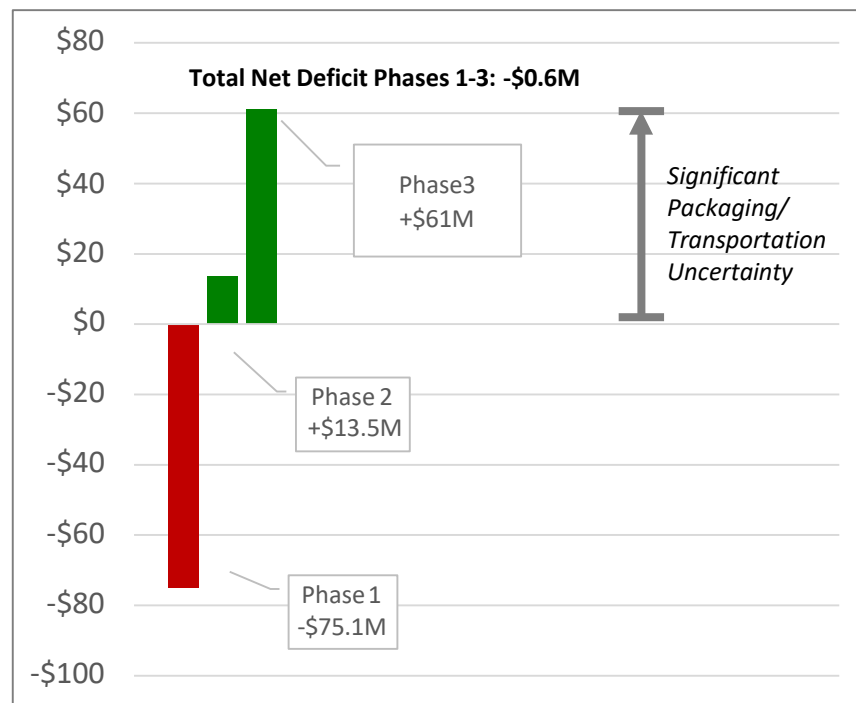 $80
Total Net Deficit Phases 1-3: -$0.6M
$60
Phase3
+$61M
$40
Significant
Packaging/
Transportation
Uncertainty
$20
$0
-$20
Phase 2
+$13.5M
-$40
-$60
Phase 1
-$75.1M
-$80
-$100